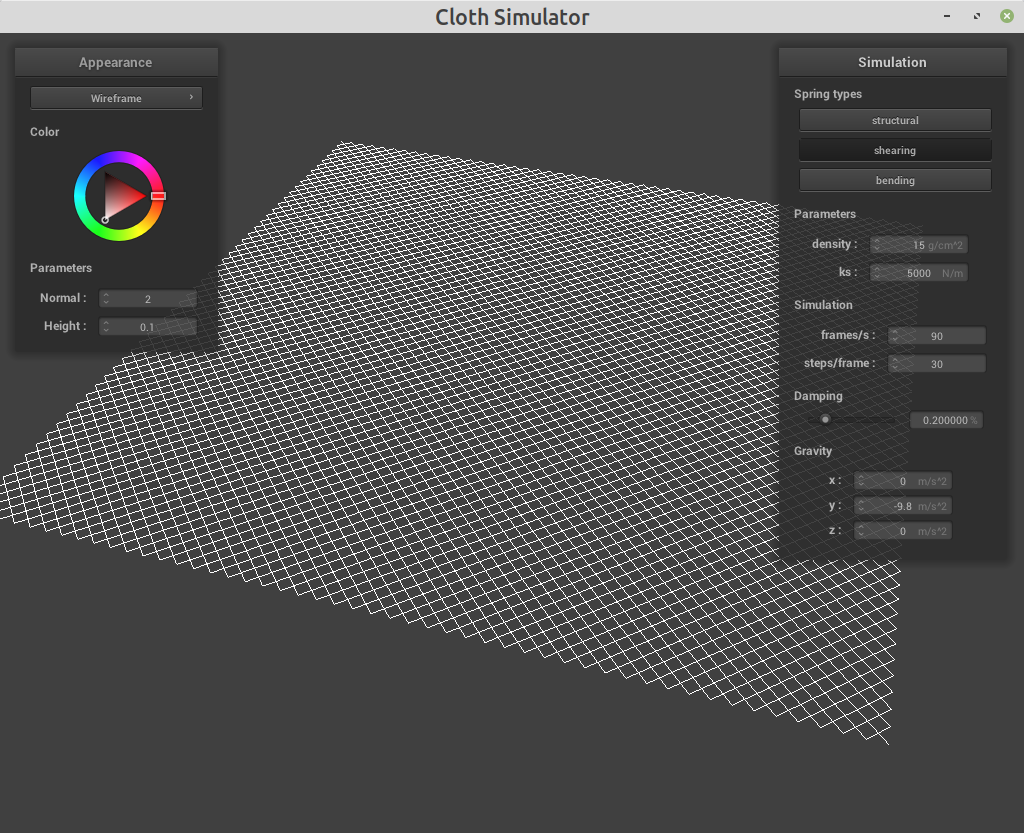 Cloth Simulator
Appearance
Wireframe
Color
Parameters
Normal : 2
Height : 0.1
Simulation
Spring types
structural
shearing
bending
Parameters
density : 15 g/cm^2
ks : 5000 N/m
Simulation
frames/s : 90
steps/frame : 30
Damping
0.200000 %
Gravity
x : 0 m/s^2
y : -9.8 m/s^2
z : 0 m/s^2